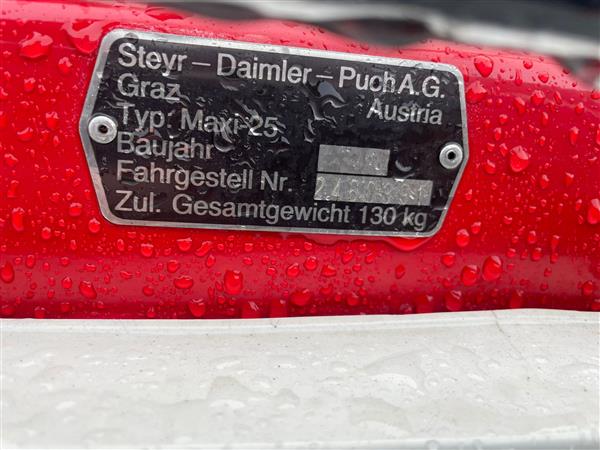 Steyr – Daimler – Puch A.G.
Graz Austria
Typ: Maxi-25
Baujahr
Fahrgestell Nr.
Zul. Gesamtgewicht 130 kg